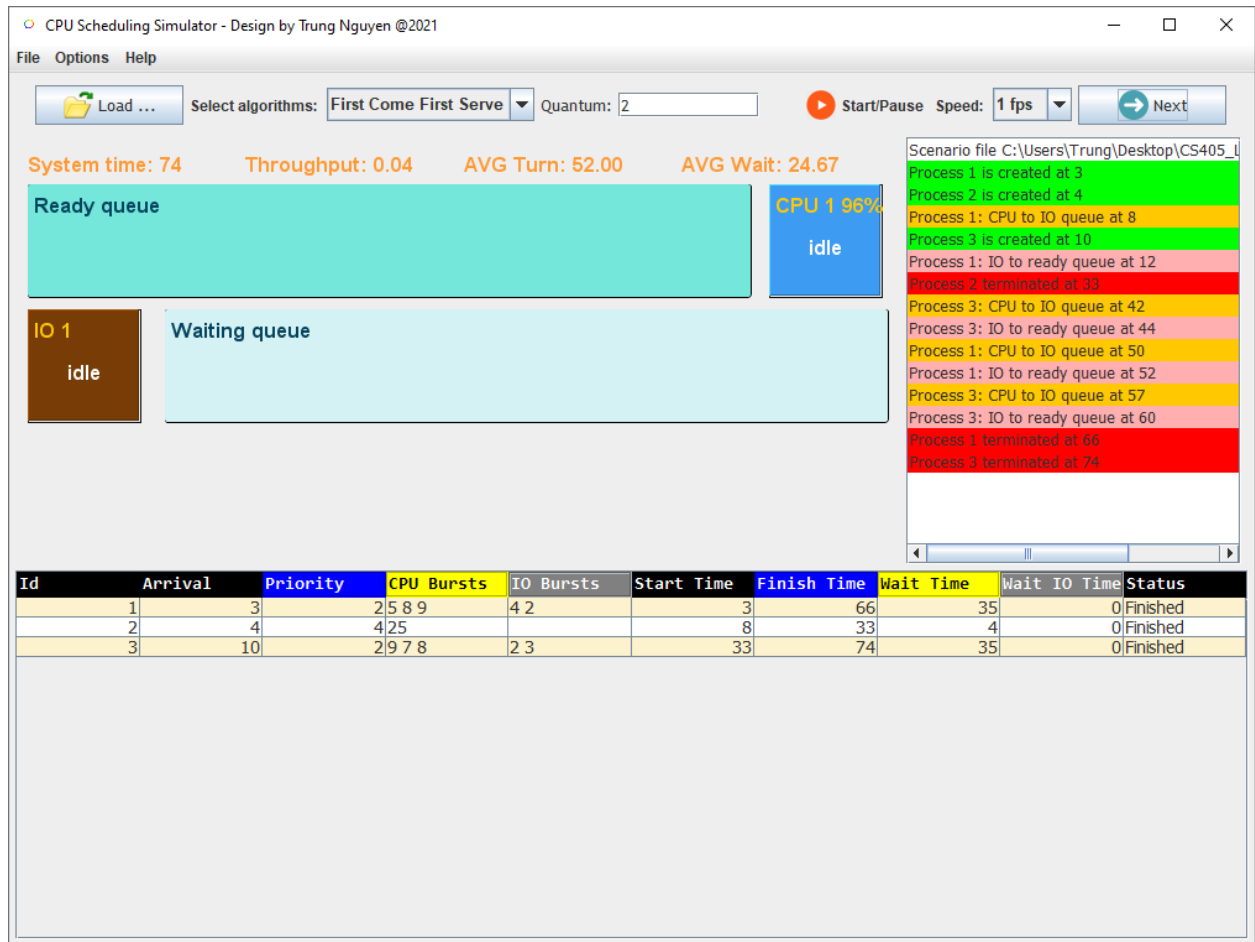 CPU Scheduling Simulator - Design by Trung Nguyen @2021
File Options Help
Load ... Select algorithms: First Come First Serve Quantum: 2 Start/Pause Speed: 1 fps Next
System time: 74 Throughput: 0.04 AVG Turn: 52.00 AVG Wait: 24.67
Ready queue
CPU 1 96%
idle
IO 1
idle
Waiting queue
Scenario file C:\Users\Trung\Desktop\CS405_L
Process 1 is created at 3
Process 2 is created at 4
Process 1: CPU to IO queue at 8
Process 3 is created at 10
Process 1: IO to ready queue at 12
Process 2 terminated at 33
Process 3: CPU to IO queue at 42
Process 3: IO to ready queue at 44
Process 1: CPU to IO queue at 50
Process 1: IO to ready queue at 52
Process 3: CPU to IO queue at 57
Process 3: IO to ready queue at 60
Process 1 terminated at 66
Process 3 terminated at 74
Id Arrival Priority CPU Bursts IO Bursts Start Time Finish Time Wait Time Wait IO Time Status
1 3 2 5 8 9 4 2 3 66 35 0 Finished
2 4 4 25 8 33 4 0 Finished
3 10 2 9 7 8 2 3 33 74 35 0 Finished